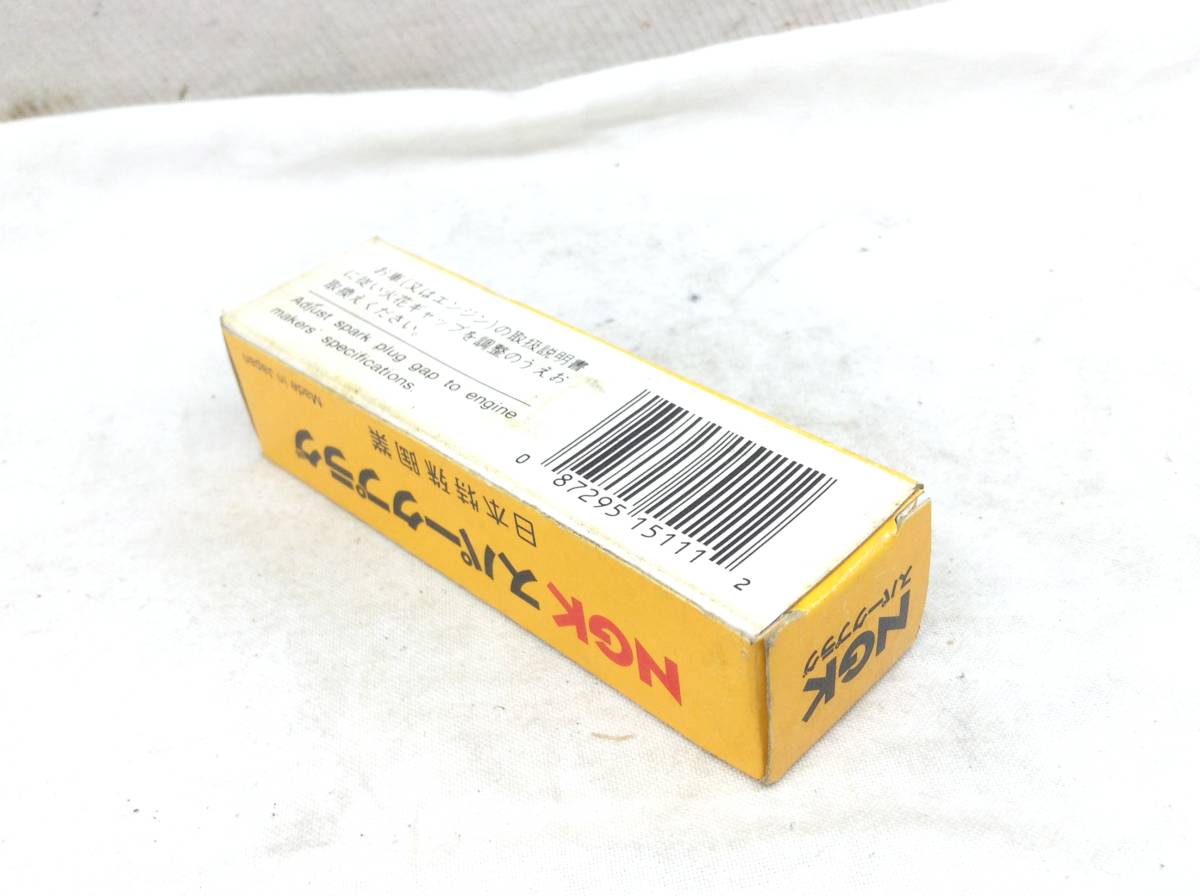 お車(又はエンジン)の取扱説明書
に従い火花ギャップを調整のうえお
取換えください。
Adjust spark plug gap to engine
makers' specifications.
0 87295 15111 2
Made in Japan
日本特殊陶業
NGK スパークプラグ
NGK
スパークプラグ